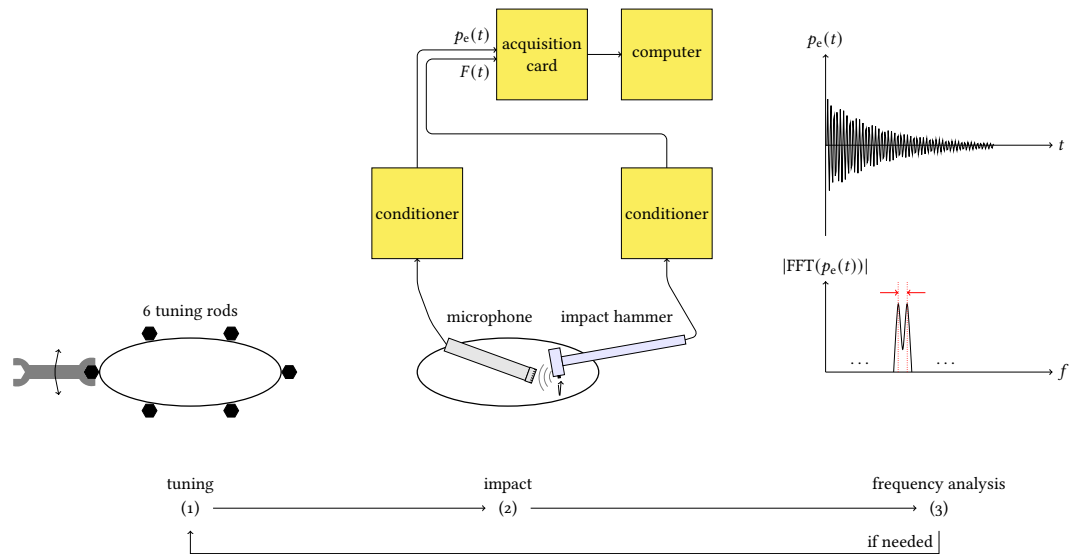 pₑ(t)
F(t)
acquisition
card
computer
pₑ(t)
t
conditioner
conditioner
|FFT(pₑ(t))|
6 tuning rods
microphone
impact hammer
... ...
f
tuning
impact
frequency analysis
(1)
(2)
(3)
if needed